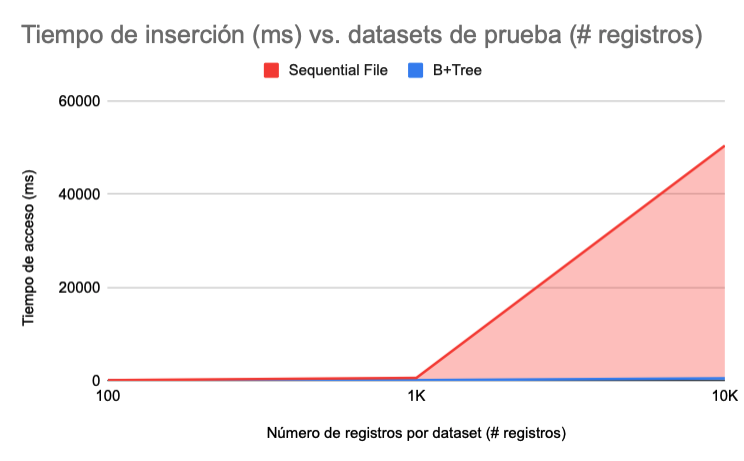 Tiempo de inserción (ms) vs. datasets de prueba (# registros)
Sequential File
B+Tree
60000
40000
20000
0
Tiempo de acceso (ms)
100
1K
10K
Número de registros por dataset (# registros)